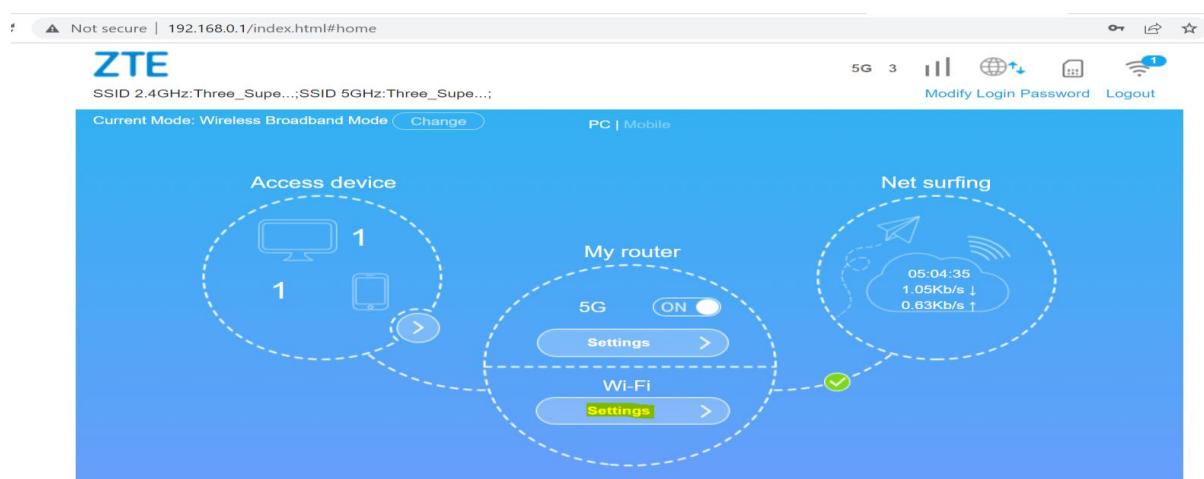 Not secure | 192.168.0.1/index.html#home
ZTE
5G 3
1
SSID 2.4GHz:Three_Supe...;SSID 5GHz:Three_Supe...;
Modify Login Password Logout
Current Mode: Wireless Broadband Mode Change
PC | Mobile
Access device
1
1
My router
5G ON
Settings
Wi-Fi
Settings
Net surfing
05:04:35
1.05Kb/s ↓
0.63Kb/s ↑